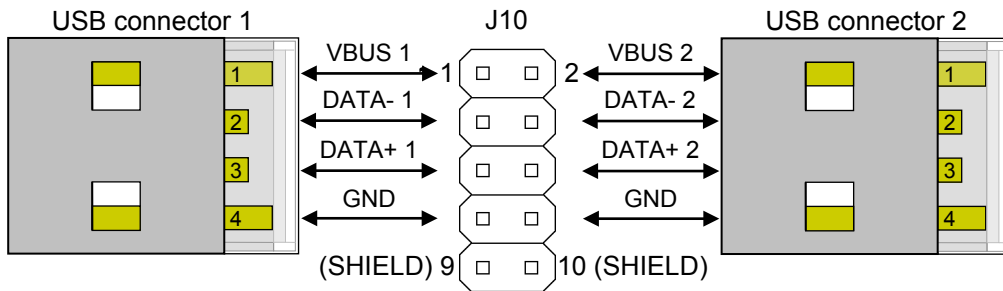 USB connector 1 J10 USB connector 2
1 VBUS 1 1 2 VBUS 2 1
2 DATA- 1 DATA- 2 2
3 DATA+ 1 DATA+ 2 3
4 GND GND 4
(SHIELD) 9 10 (SHIELD)